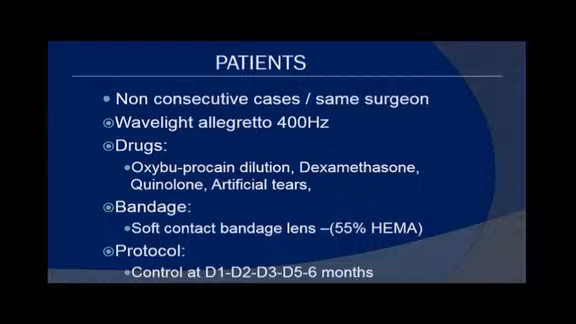 PATIENTS
Non consecutive cases / same surgeon
Wavelight allegretto 400Hz
Drugs:
Oxybu-procain dilution, Dexamethasone,
Quinolone, Artificial tears,
Bandage:
Soft contact bandage lens –(55% HEMA)
Protocol:
Control at D1-D2-D3-D5-6 months